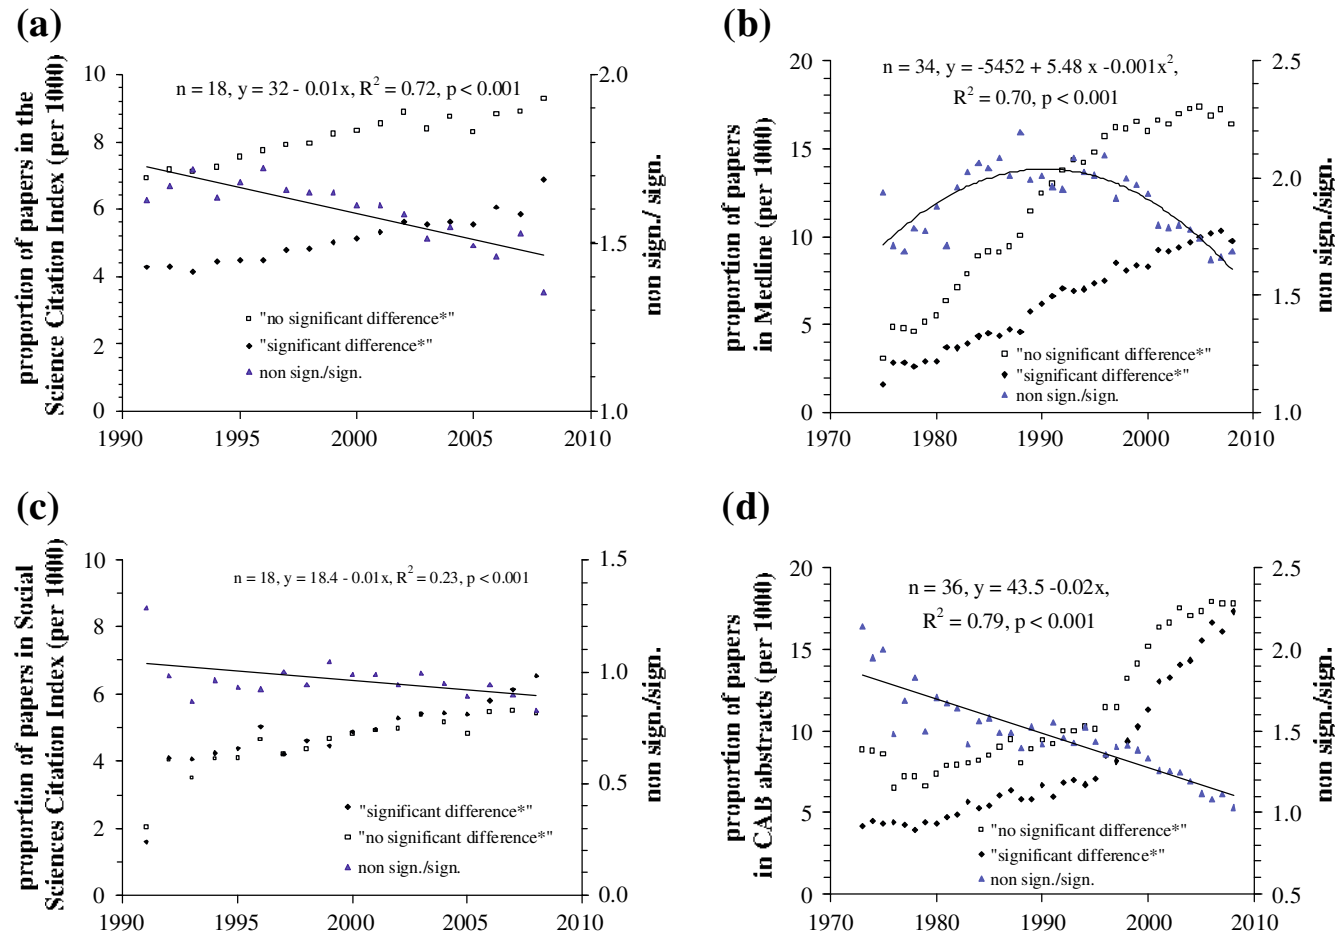 (a)
proportion of papers in the
Science Citation Index (per 1000)
10
8
6
4
2
0
n = 18, y = 32 - 0.01x, R2 = 0.72, p < 0.001
"no significant difference*"
"significant difference*"
non sign./sign.
2.0
1.5
1.0
non sign./ sign.
1990
1995
2000
2005
2010
(b)
proportion of papers
in Medline (per 1000)
20
15
10
5
0
n = 34, y = -5452 + 5.48 x -0.001x2,
R2 = 0.70, p < 0.001
"no significant difference*"
"significant difference*"
non sign./sign.
2.5
2.0
1.5
1.0
non sign./sign.
1970
1980
1990
2000
2010
(c)
proportion of papers in Social
Sciences Citation Index (per 1000)
10
8
6
4
2
0
n = 18, y = 18.4 - 0.01x, R2 = 0.23, p < 0.001
"significant difference*"
"no significant difference*"
non sign./sign.
1.5
1.0
0.5
0.0
non sign./sign.
1990
1995
2000
2005
2010
(d)
proportion of papers
in CAB abstracts (per 1000)
20
15
10
5
0
n = 36, y = 43.5 -0.02x,
R2 = 0.79, p < 0.001
"no significant difference*"
"significant difference*"
non sign./sign.
2.5
2.0
1.5
1.0
0.5
non sign./sign.
1970
1980
1990
2000
2010